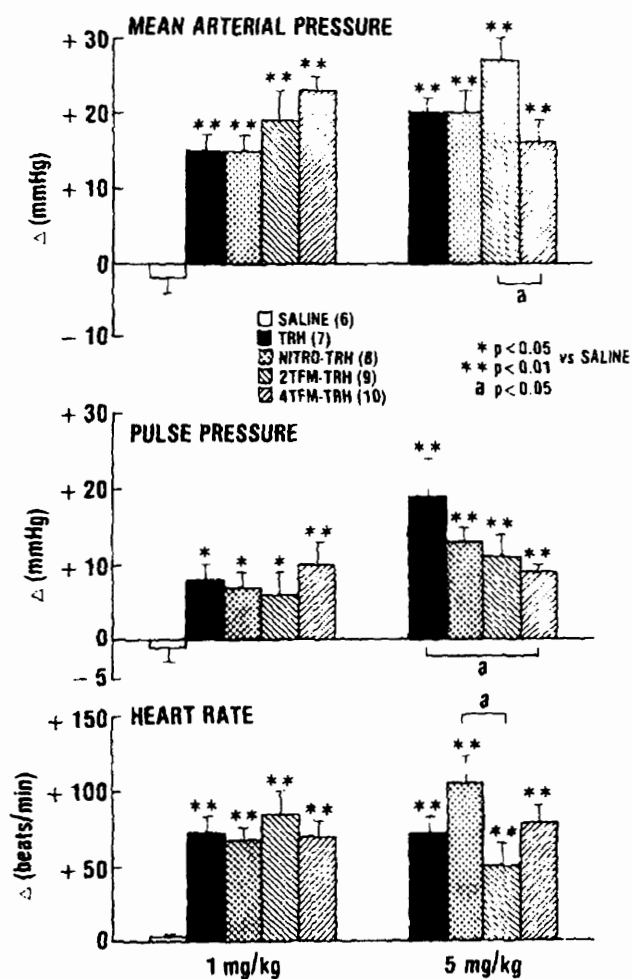 MEAN ARTERIAL PRESSURE
+ 30
+ 20
+ 10
0
- 10
Δ (mmHg)
** ** ** **
** ** ** **
a
SALINE (6)
TRH (7)
NITRO-TRH (8)
2TFM-TRH (9)
4TFM-TRH (10)
* p < 0.05
** p < 0.01
vs SALINE
a p < 0.05
PULSE PRESSURE
+ 20
+ 10
0
- 5
Δ (mmHg)
* * * **
** ** ** **
a
HEART RATE
+ 150
+ 100
+ 50
0
Δ (beats/min)
** ** ** **
** ** ** **
a
1 mg/kg
5 mg/kg